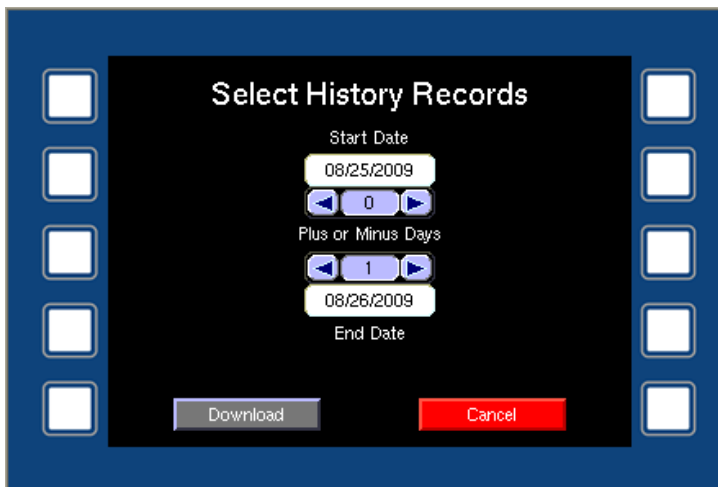 Select History Records
Start Date
08/25/2009
0
Plus or Minus Days
1
08/26/2009
End Date
Download Cancel